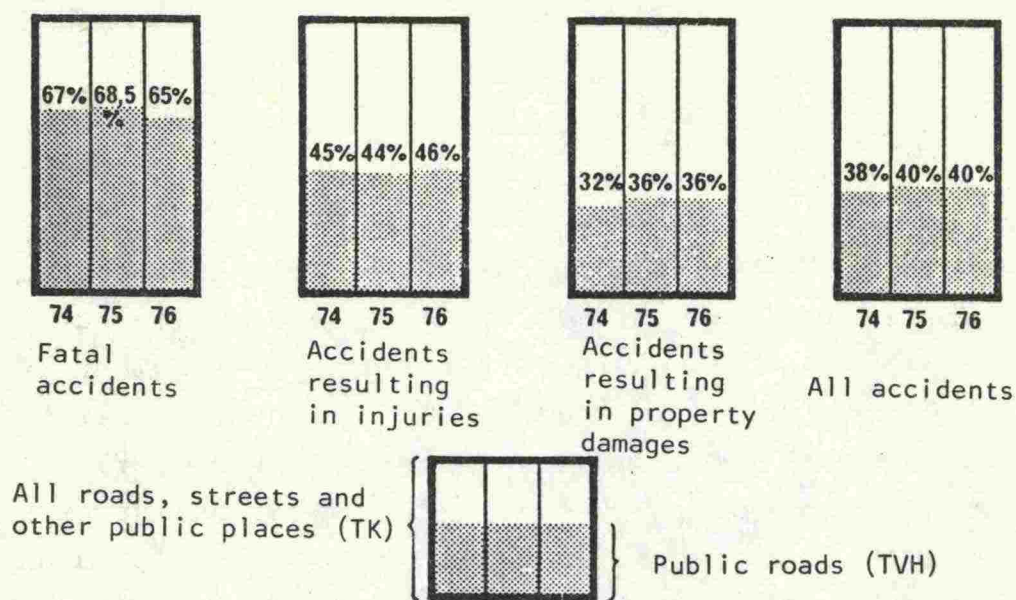 67% 68,5 % 65%
74 75 76
Fatal
accidents
45% 44% 46%
74 75 76
Accidents
resulting
in injuries
32% 36% 36%
74 75 76
Accidents
resulting
in property
damages
38% 40% 40%
74 75 76
All accidents
All roads, streets and
other public places (TK)
Public roads (TVH)